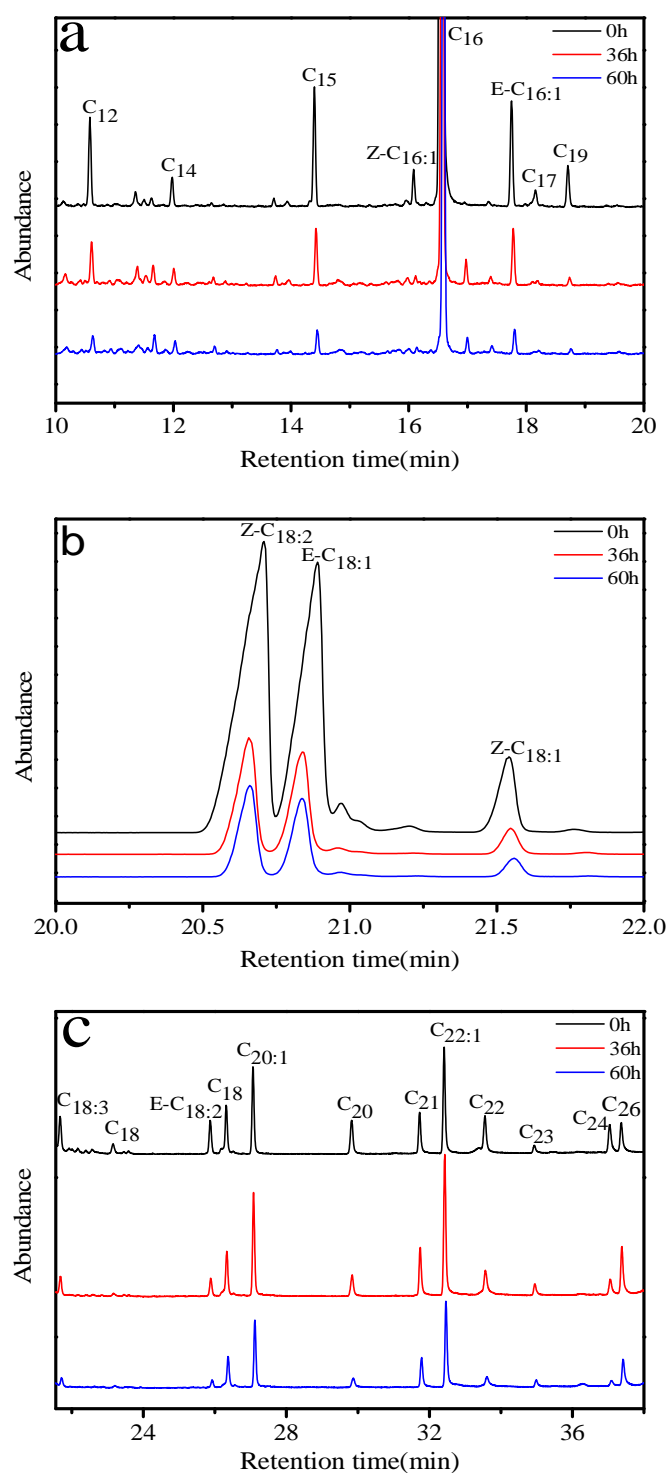 a
0h
36h
60h
C12
C14
C15
Z-C16:1
C16
E-C16:1
C17
C19
Abundance
10 12 14 16 18 20
Retention time(min)
b
0h
36h
60h
Z-C18:2
E-C18:1
Z-C18:1
Abundance
20.0 20.5 21.0 21.5 22.0
Retention time(min)
c
0h
36h
60h
C18:3
C18
E-C18:2
C18
C20:1
C20
C21
C22:1
C22
C23
C24
C26
Abundance
24 28 32 36
Retention time(min)